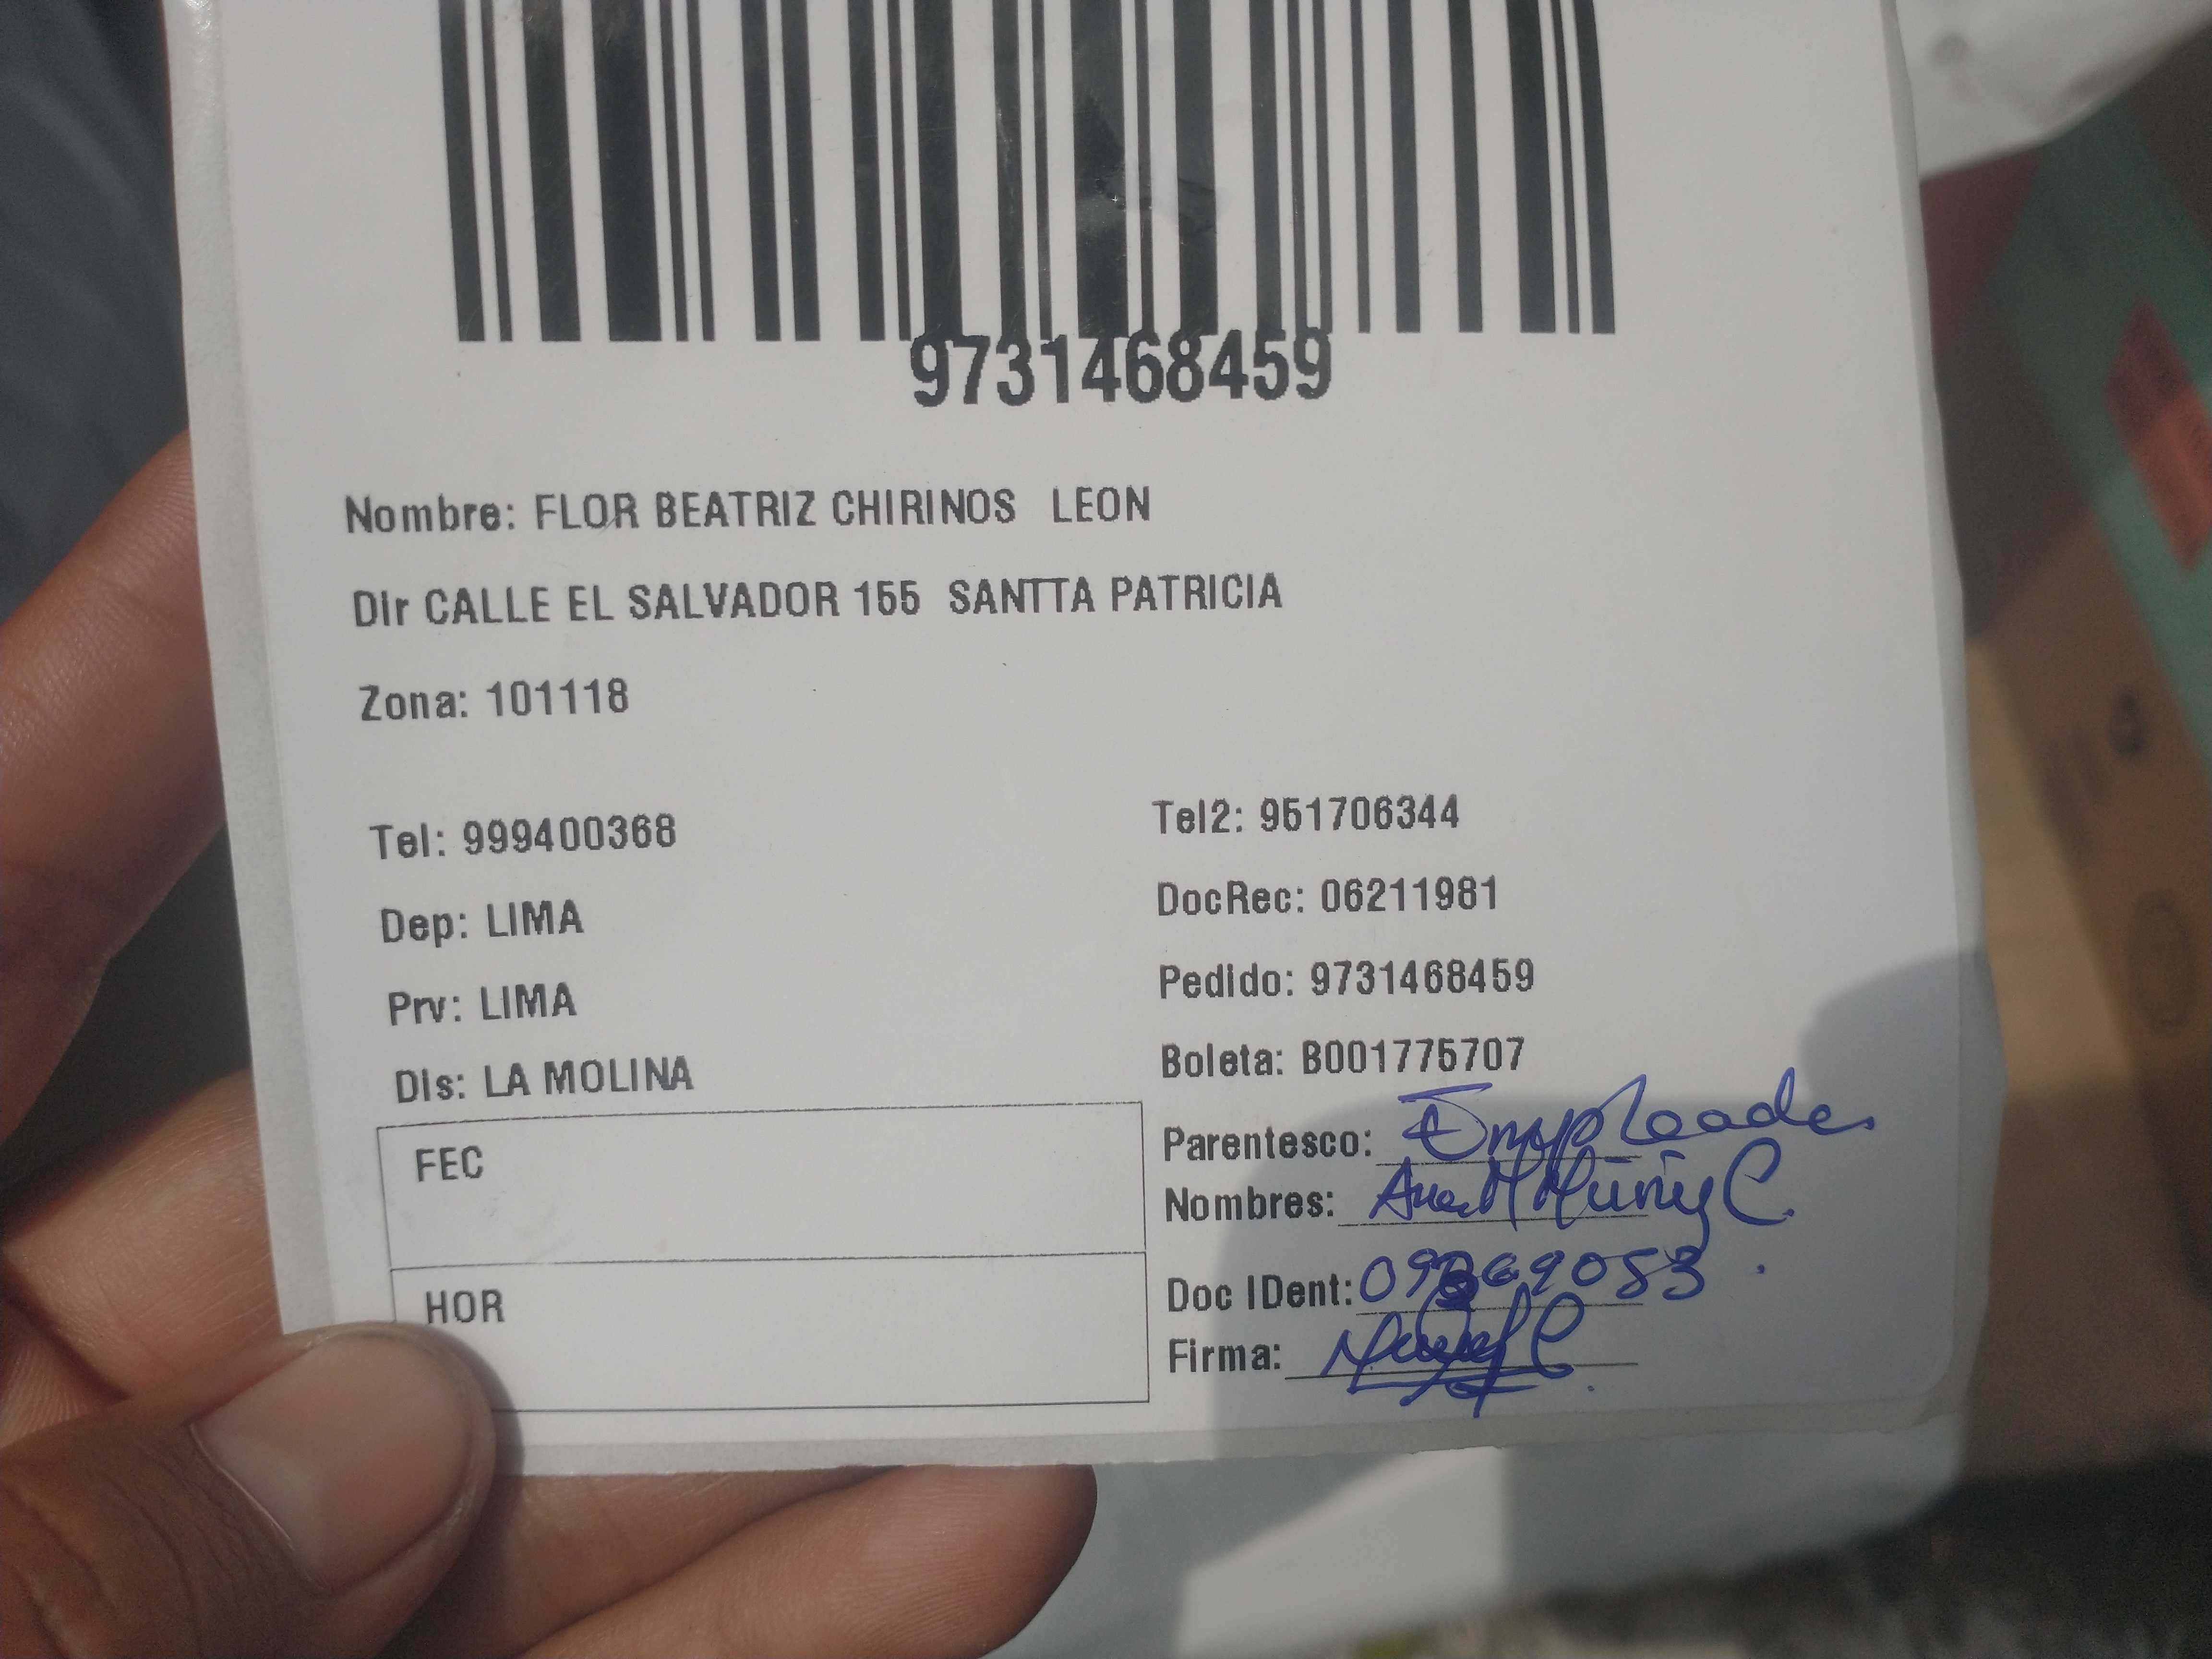 9731468459
Nombre: FLOR BEATRIZ CHIRINOS LEON
Dir CALLE EL SALVADOR 155 SANTTA PATRICIA
Zona: 101118
Tel: 999400368
Tel2: 951706344
Dep: LIMA
DocRec: 06211981
Prv: LIMA
Pedido: 9731468459
Dis: LA MOLINA
Boleta: B001775707
FEC
Parentesco: Empleada
Nombres: Ana M Muñiz C.
HOR
Doc IDent:
Firma: